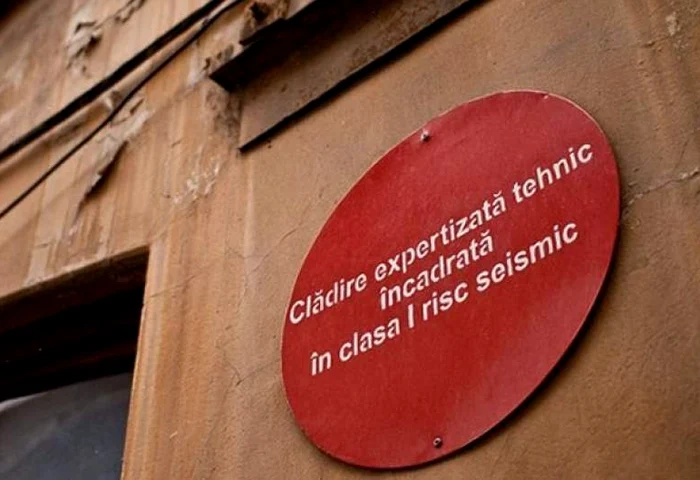 Clădire expertizată tehnic
încadrată
în clasa I risc seismic